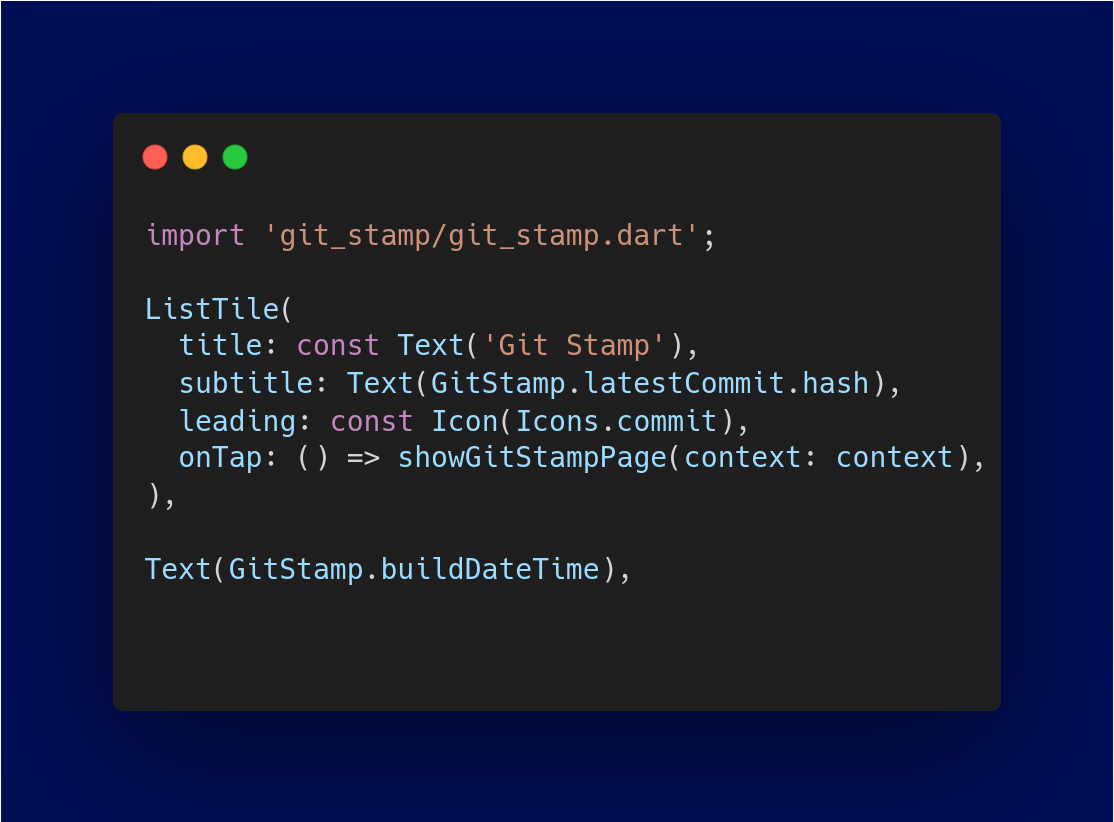 import 'git_stamp/git_stamp.dart';
ListTile(
  title: const Text('Git Stamp'),
  subtitle: Text(GitStamp.latestCommit.hash),
  leading: const Icon(Icons.commit),
  onTap: () => showGitStampPage(context: context),
),
Text(GitStamp.buildDateTime),